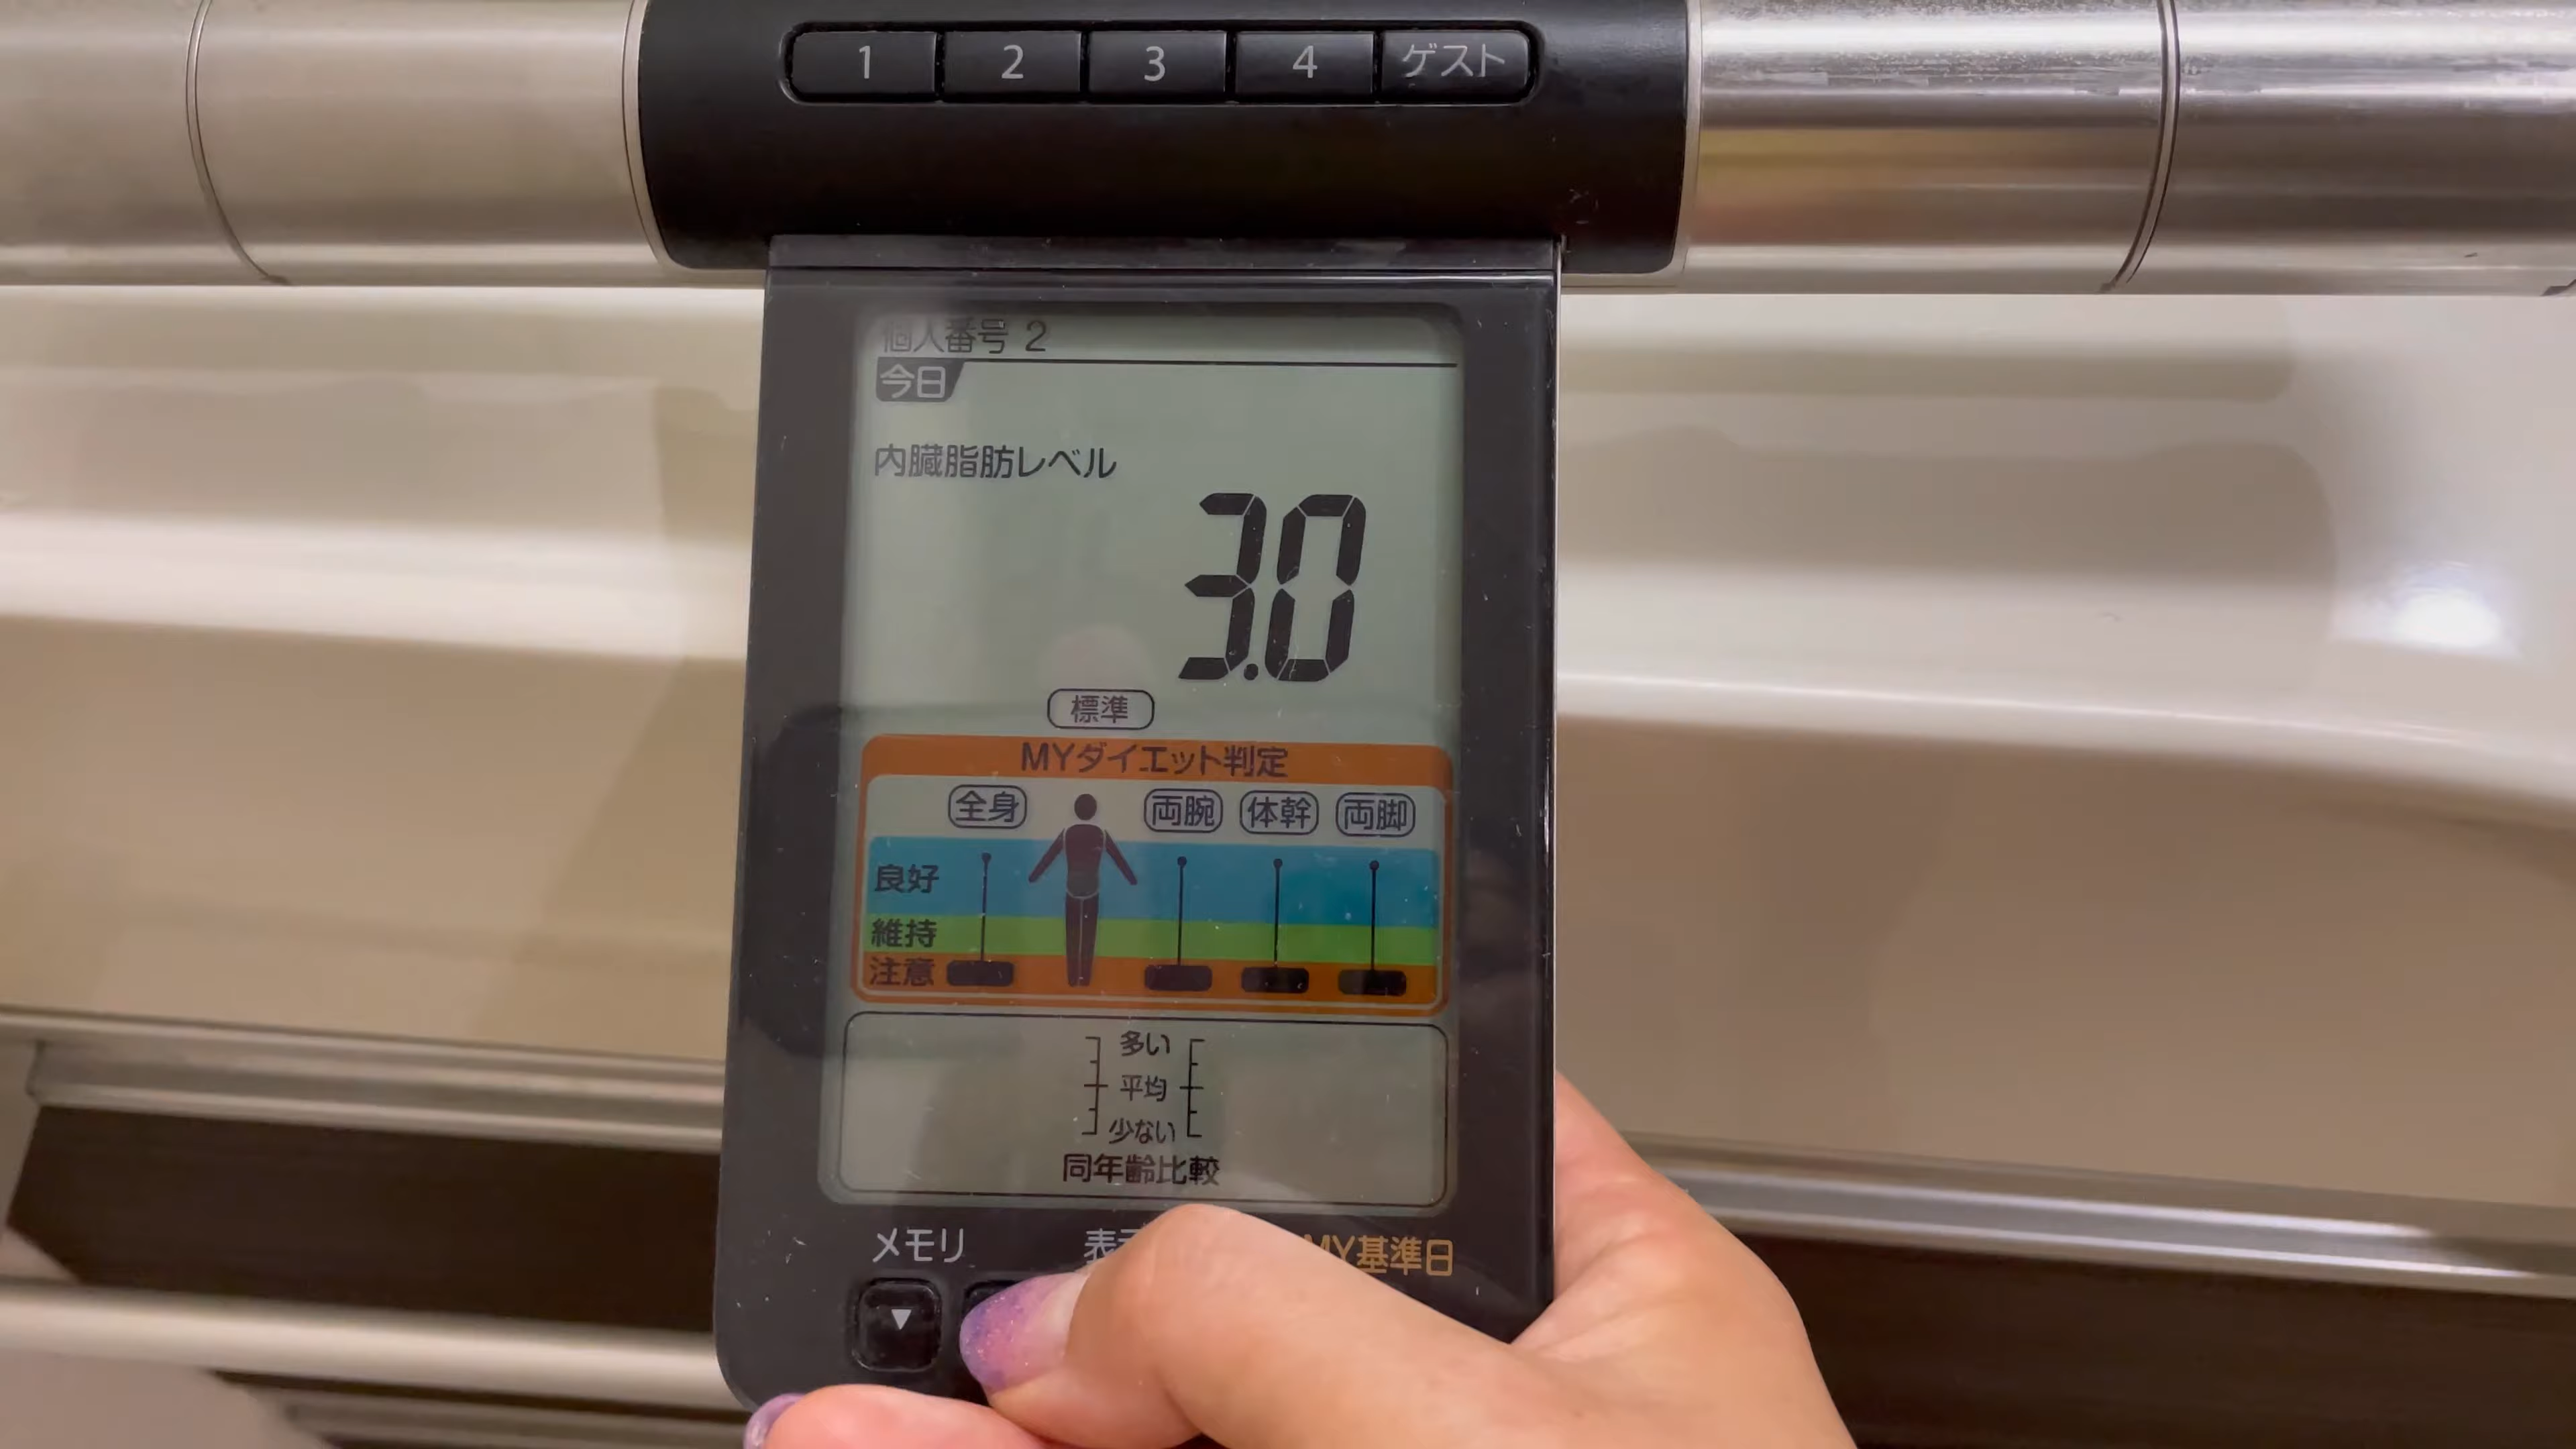 1 2 3 4 ゲスト
個人番号 2
今日
内臓脂肪レベル
3.0
標準
MYダイエット判定
全身 両腕 体幹 両脚
良好
維持
注意
多い
平均
少ない
同年齢比較
メモリ MY基準日
▼